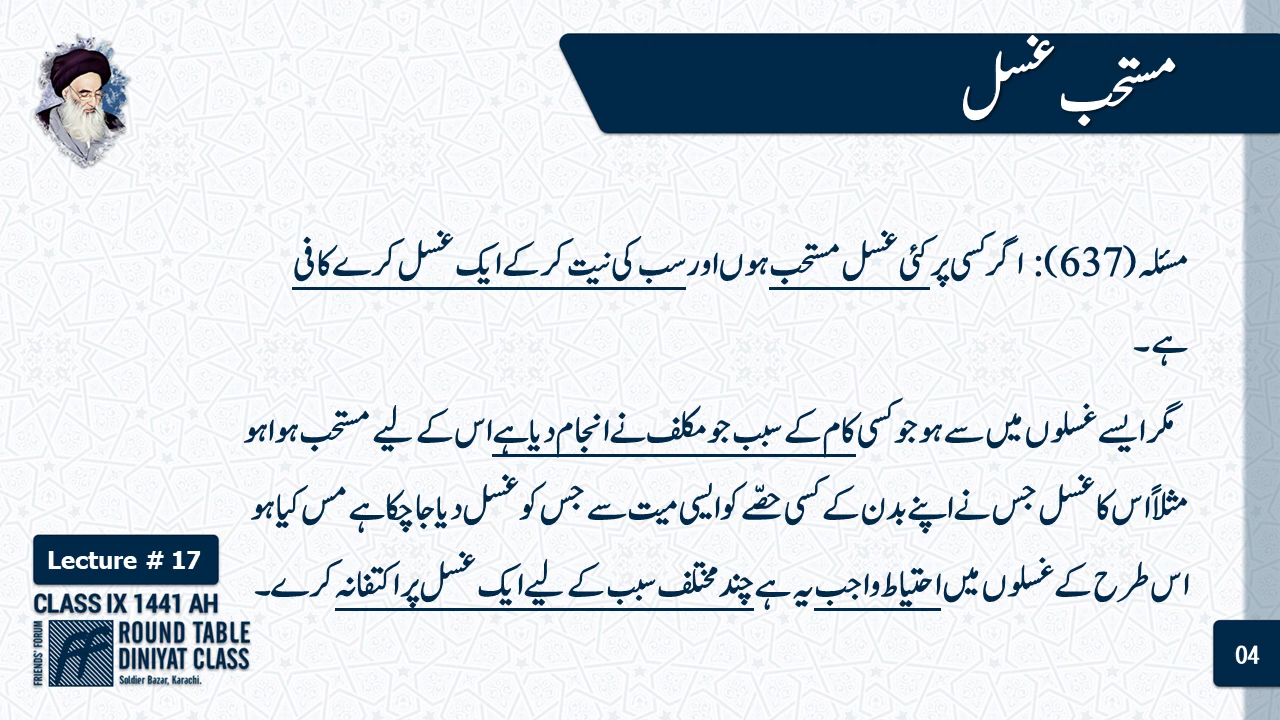 مستحب غسل
مسئلہ (637): اگر کسی پر کئی غسل مستحب ہوں اور سب کی نیت کر کے ایک غسل کرے کافی
ہے۔
مگر ایسے غسلوں میں سے ہو جو کسی کام کے سبب جو مکلف نے انجام دیا ہے اس کے لیے مستحب ہوا ہو
مثلاً اس کا غسل جس نے اپنے بدن کے کسی حصّے کو ایسی میت سے جس کو غسل دیا جا چکا ہے مس کیا ہو
اس طرح کے غسلوں میں احتیاط واجب یہ ہے چند مختلف سبب کے لیے ایک غسل پر اکتفا نہ کرے۔
Lecture # 17
CLASS IX 1441 AH
FRIENDS' FORUM
ROUND TABLE
DINIYAT CLASS
Soldier Bazar, Karachi.
04